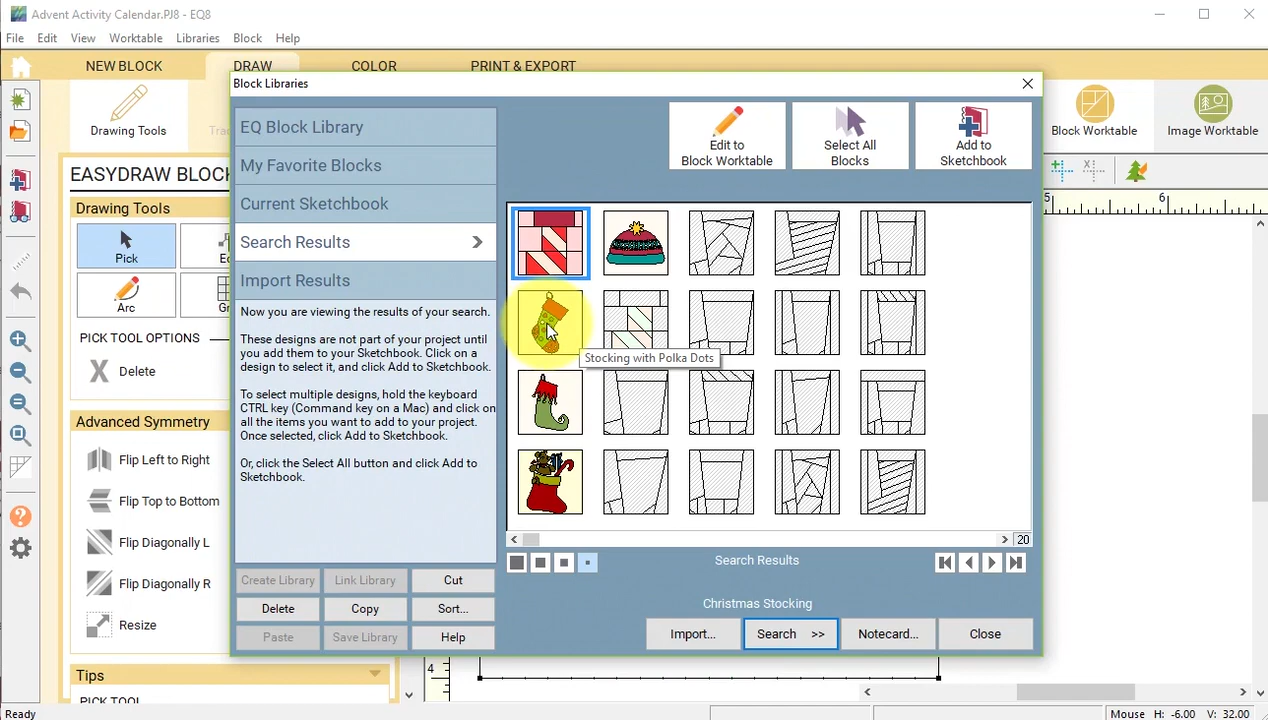 Advent Activity Calendar.PJ8 - EQ8
File Edit View Worktable Libraries Block Help
NEW BLOCK DRAW COLOR PRINT & EXPORT
Drawing Tools
Block Worktable
Image Worktable
EASYDRAW BLOCK
Drawing Tools
Pick
Arc
PICK TOOL OPTIONS
Delete
Advanced Symmetry
Flip Left to Right
Flip Top to Bottom
Flip Diagonally L
Flip Diagonally R
Resize
Tips
PICK TOOL
Block Libraries
EQ Block Library
My Favorite Blocks
Current Sketchbook
Search Results
Import Results
Now you are viewing the results of your search.
These designs are not part of your project until
you add them to your Sketchbook. Click on a
design to select it, and click Add to Sketchbook.
To select multiple designs, hold the keyboard
CTRL key (Command key on a Mac) and click on
all the items you want to add to your project.
Once selected, click Add to Sketchbook.
Or, click the Select All button and click Add to
Sketchbook.
Create Library Link Library Cut
Delete Copy Sort...
Paste Save Library Help
Edit to
Block Worktable
Select All
Blocks
Add to
Sketchbook
Stocking with Polka Dots
20
Search Results
Christmas Stocking
Import... Search >> Notecard... Close
5 6
4
Ready
Mouse H: -6.00 V: 32.00